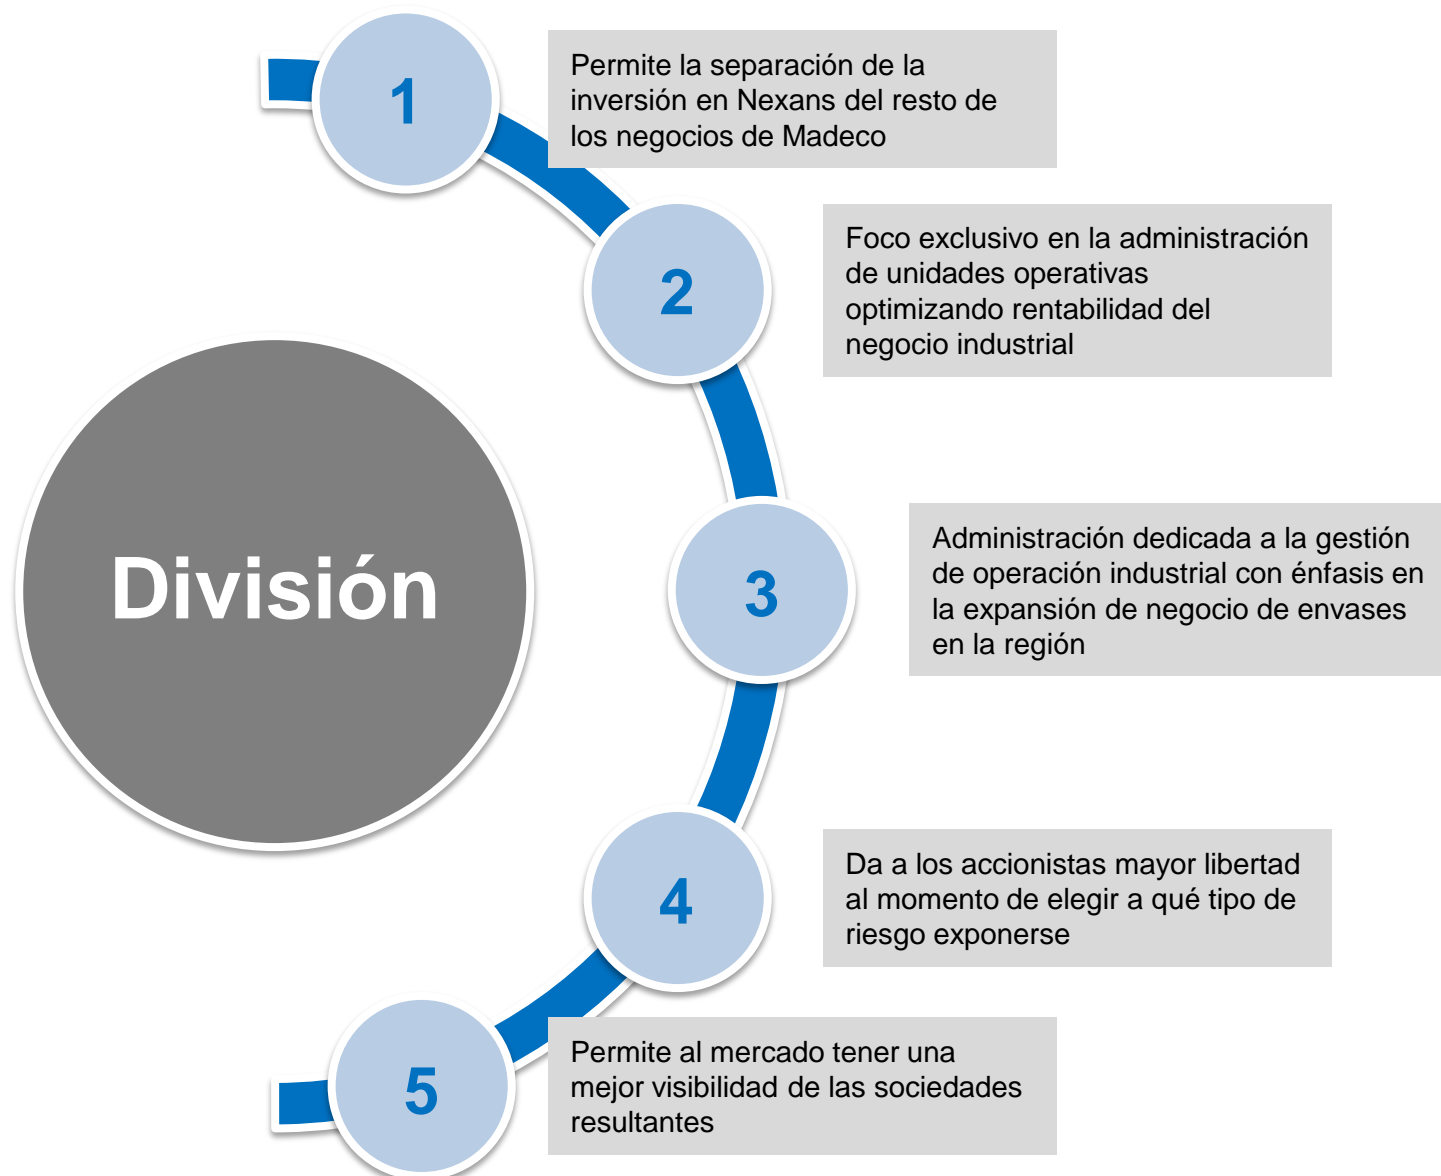 1
Permite la separación de la
inversión en Nexans del resto de
los negocios de Madeco
2
Foco exclusivo en la administración
de unidades operativas
optimizando rentabilidad del
negocio industrial
División
3
Administración dedicada a la gestión
de operación industrial con énfasis en
la expansión de negocio de envases
en la región
4
Da a los accionistas mayor libertad
al momento de elegir a qué tipo de
riesgo exponerse
5
Permite al mercado tener una
mejor visibilidad de las sociedades
resultantes